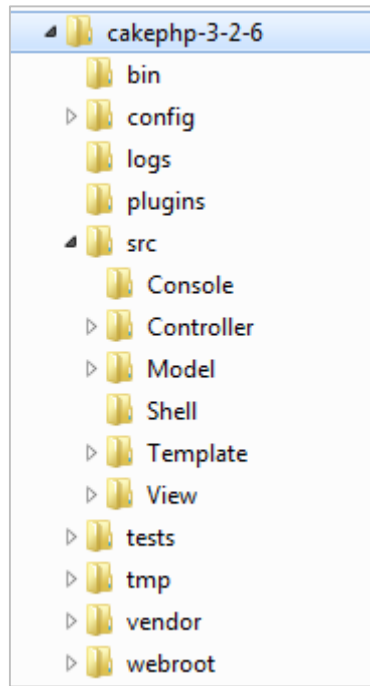 cakephp-3-2-6
bin
config
logs
plugins
src
Console
Controller
Model
Shell
Template
View
tests
tmp
vendor
webroot